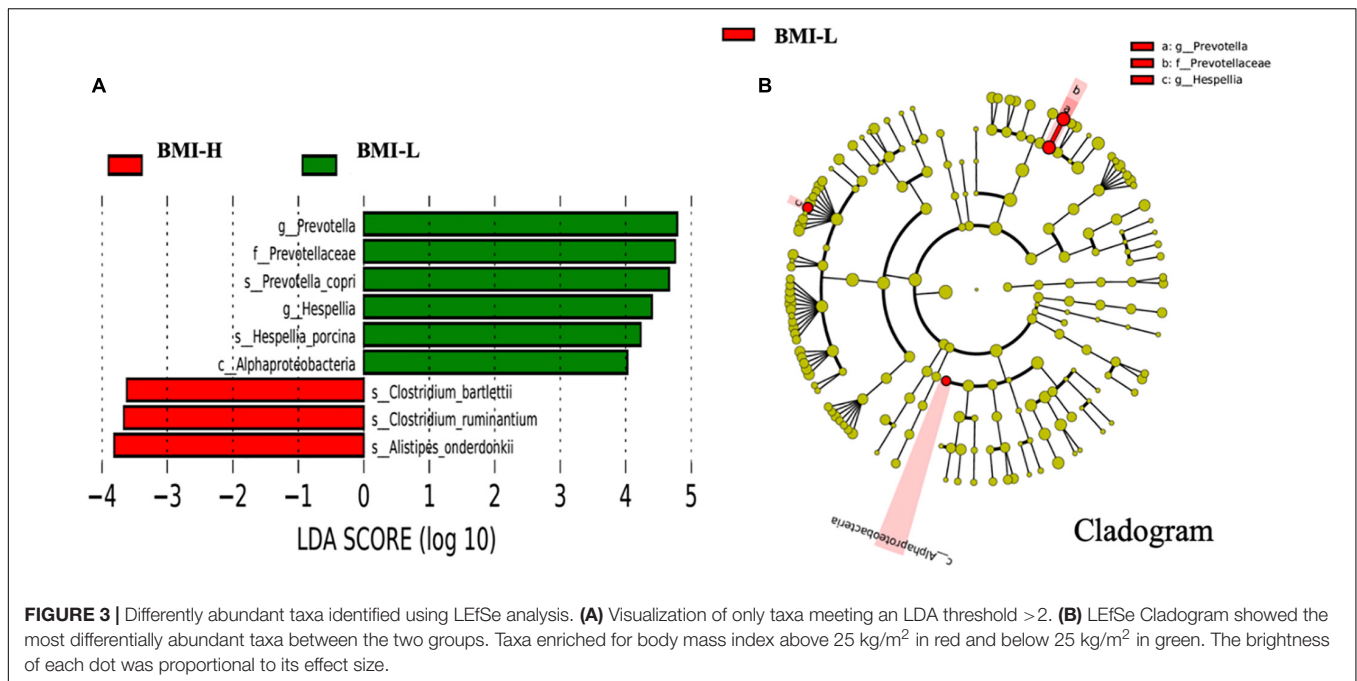 BMI-L
a: g__Prevotella
b: f__Prevotellaceae
c: g__Hespellia
A
B
BMI-H
BMI-L
g__Prevotella
f__Prevotellaceae
s__Prevotella_copri
g__Hespellia
s__Hespellia_porcina
c__Alphaproteobacteria
s__Clostridium_bartlettii
s__Clostridium_ruminantium
s__Alistipes_onderdonkii
−4 −3 −2 −1 0 1 2 3 4 5
LDA SCORE (log 10)
b
a
c
c__Alphaproteobacteria
Cladogram
FIGURE 3 | Differently abundant taxa identified using LEfSe analysis. (A) Visualization of only taxa meeting an LDA threshold >2. (B) LEfSe Cladogram showed the
most differentially abundant taxa between the two groups. Taxa enriched for body mass index above 25 kg/m² in red and below 25 kg/m² in green. The brightness
of each dot was proportional to its effect size.